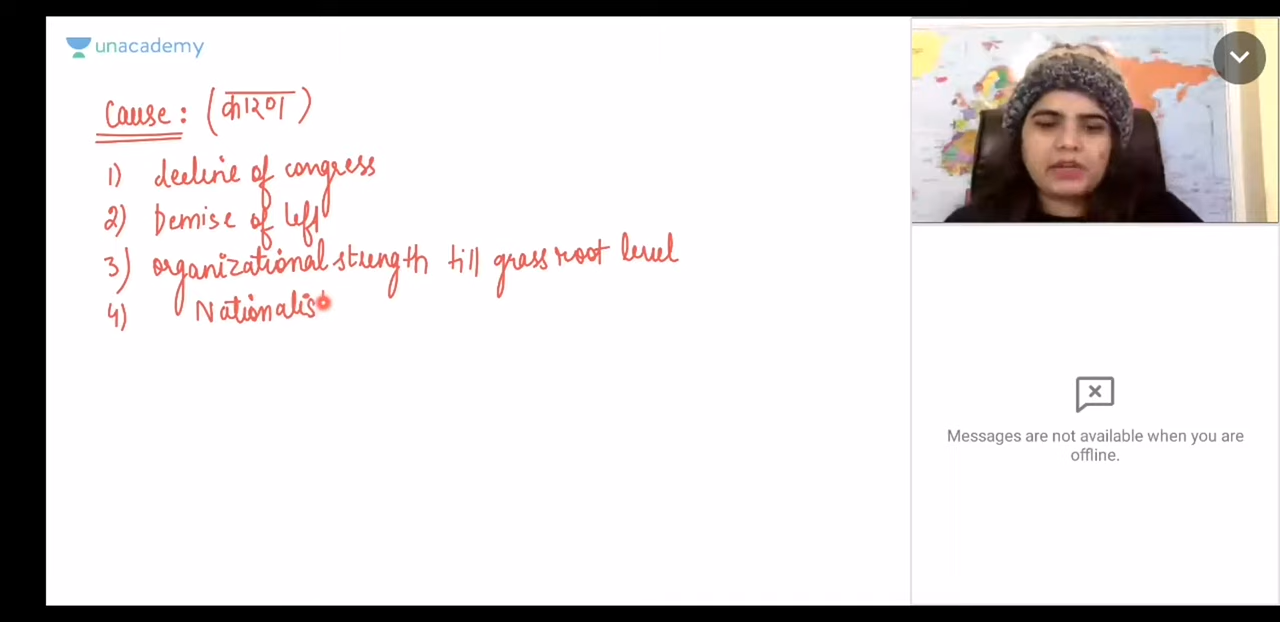 unacademy
Cause : (कारण)
1) decline of congress
2) Demise of left
3) organizational strength till grass root level
4) Nationalis
Messages are not available when you are
offline.